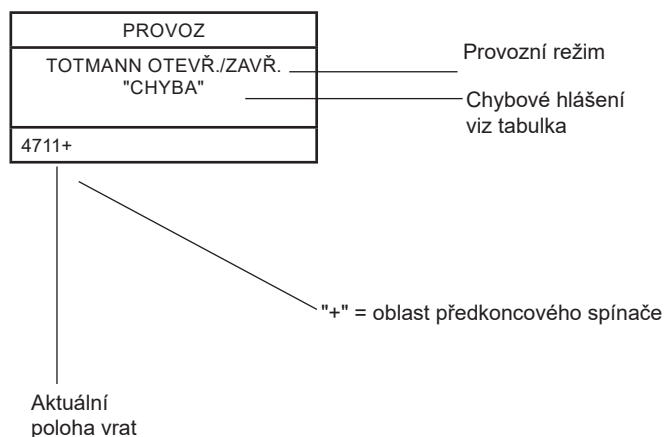 PROVOZ
TOTMANN OTEVŘ./ZAVŘ.
"CHYBA"
4711+
Provozní režim
Chybové hlášení
viz tabulka
"+" = oblast předkoncového spínače
Aktuální
poloha vrat